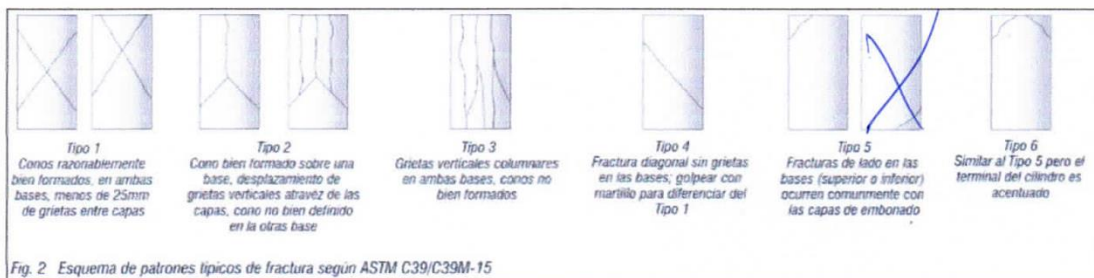 Tipo 1
Conos razonablemente
bien formados, en ambas
bases, menos de 25mm
de grietas entre capas
Tipo 2
Cono bien formado sobre una
base, desplazamiento de
grietas verticales atravéz de las
capas, cono no bien definido
en la otras base
Tipo 3
Grietas verticales columnares
en ambas bases, conos no
bien formados
Tipo 4
Fractura diagonal sin grietas
en las bases; golpear con
martillo para diferenciar del
Tipo 1
Tipo 5
Fracturas de lado en las
bases (superior o inferior)
ocurren comunmente con
las capas de embonado
Tipo 6
Similar al Tipo 5 pero el
terminal del cilindro es
acentuado
Fig. 2 Esquema de patrones típicos de fractura según ASTM C39/C39M-15